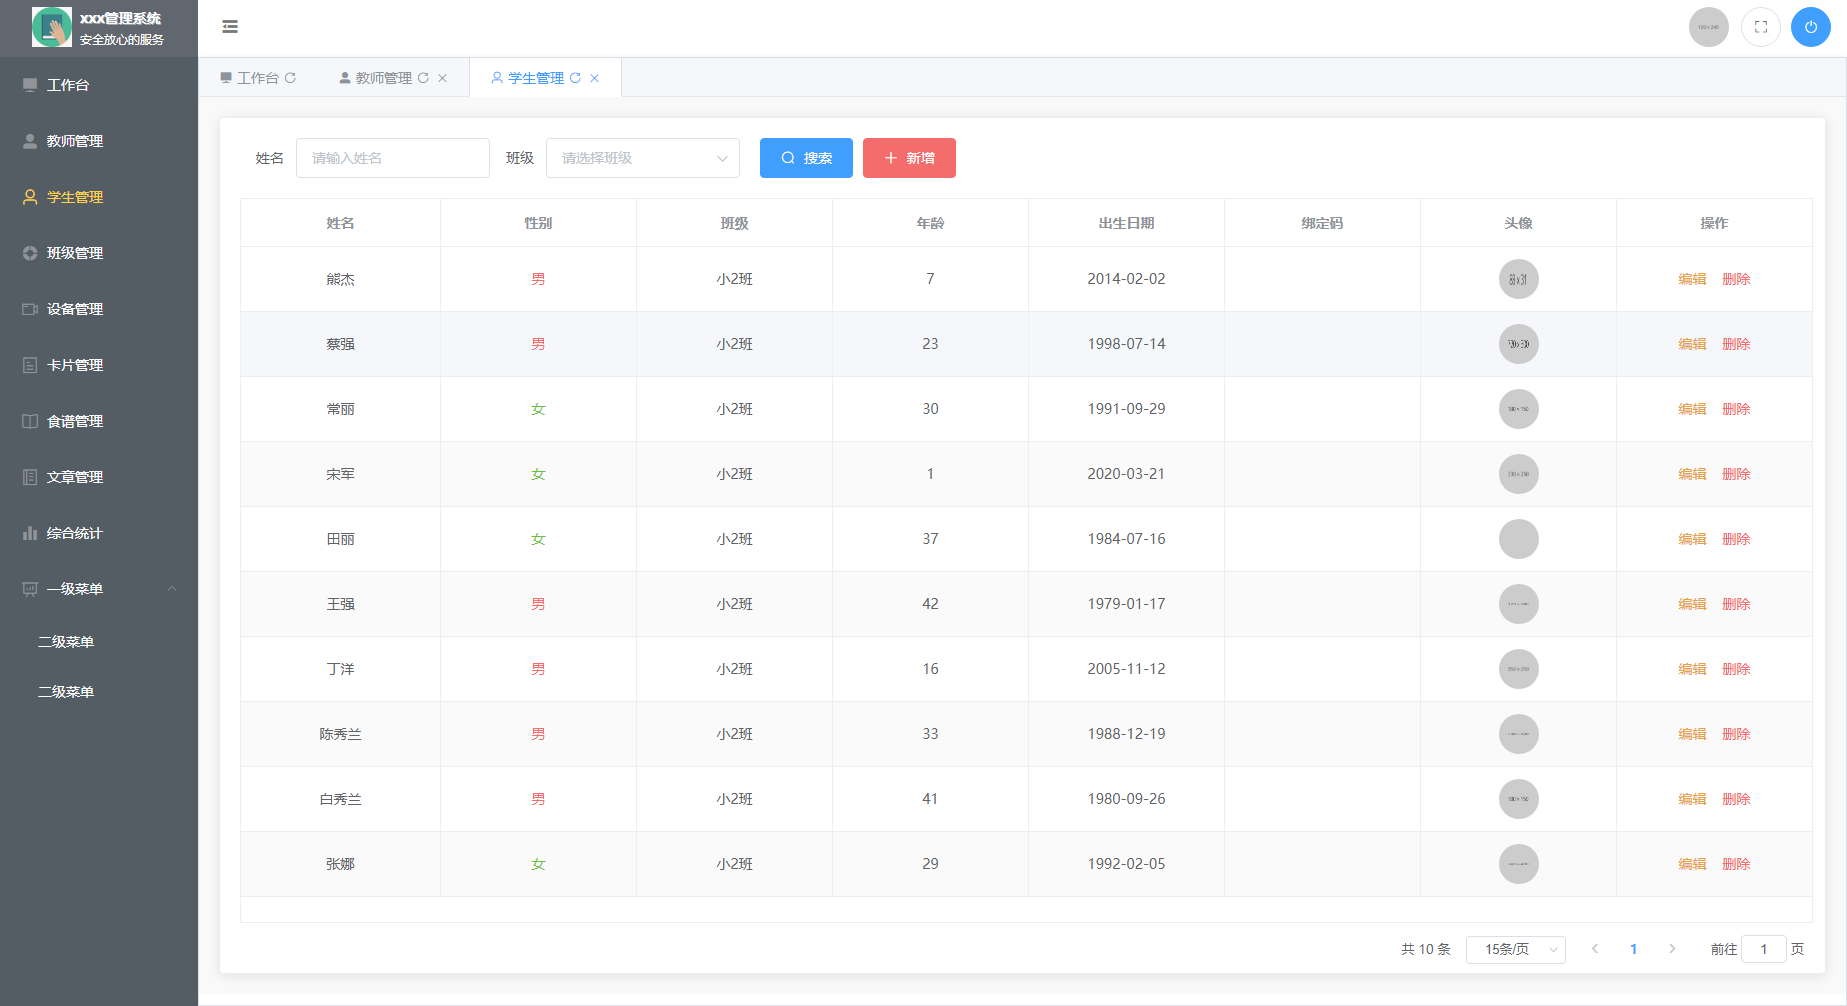 xxx管理系统
安全放心的服务
工作台
教师管理
学生管理
班级管理
设备管理
卡片管理
食谱管理
文章管理
综合统计
一级菜单
二级菜单
二级菜单
工作台 教师管理 学生管理
姓名 请输入姓名 班级 请选择班级 搜索 新增
姓名 性别 班级 年龄 出生日期 绑定码 头像 操作
熊杰 男 小2班 7 2014-02-02 编辑 删除
蔡强 男 小2班 23 1998-07-14 编辑 删除
常丽 女 小2班 30 1991-09-29 编辑 删除
宋军 女 小2班 1 2020-03-21 编辑 删除
田丽 女 小2班 37 1984-07-16 编辑 删除
王强 男 小2班 42 1979-01-17 编辑 删除
丁洋 男 小2班 16 2005-11-12 编辑 删除
陈秀兰 男 小2班 33 1988-12-19 编辑 删除
白秀兰 男 小2班 41 1980-09-26 编辑 删除
张娜 女 小2班 29 1992-02-05 编辑 删除
共 10 条 15条/页 1 前往 1 页